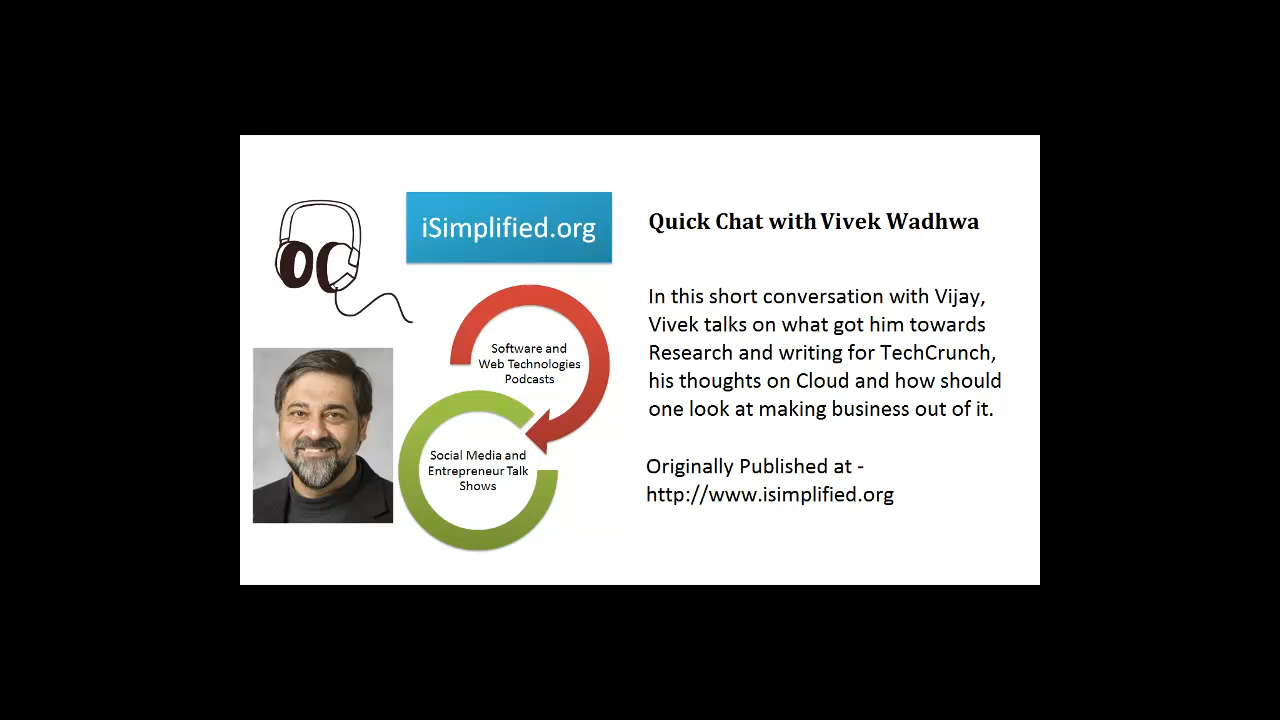 iSimplified.org
Software and
Web Technologies
Podcasts
Social Media and
Entrepreneur Talk
Shows
Quick Chat with Vivek Wadhwa
In this short conversation with Vijay,
Vivek talks on what got him towards
Research and writing for TechCrunch,
his thoughts on Cloud and how should
one look at making business out of it.
Originally Published at -
http://www.isimplified.org